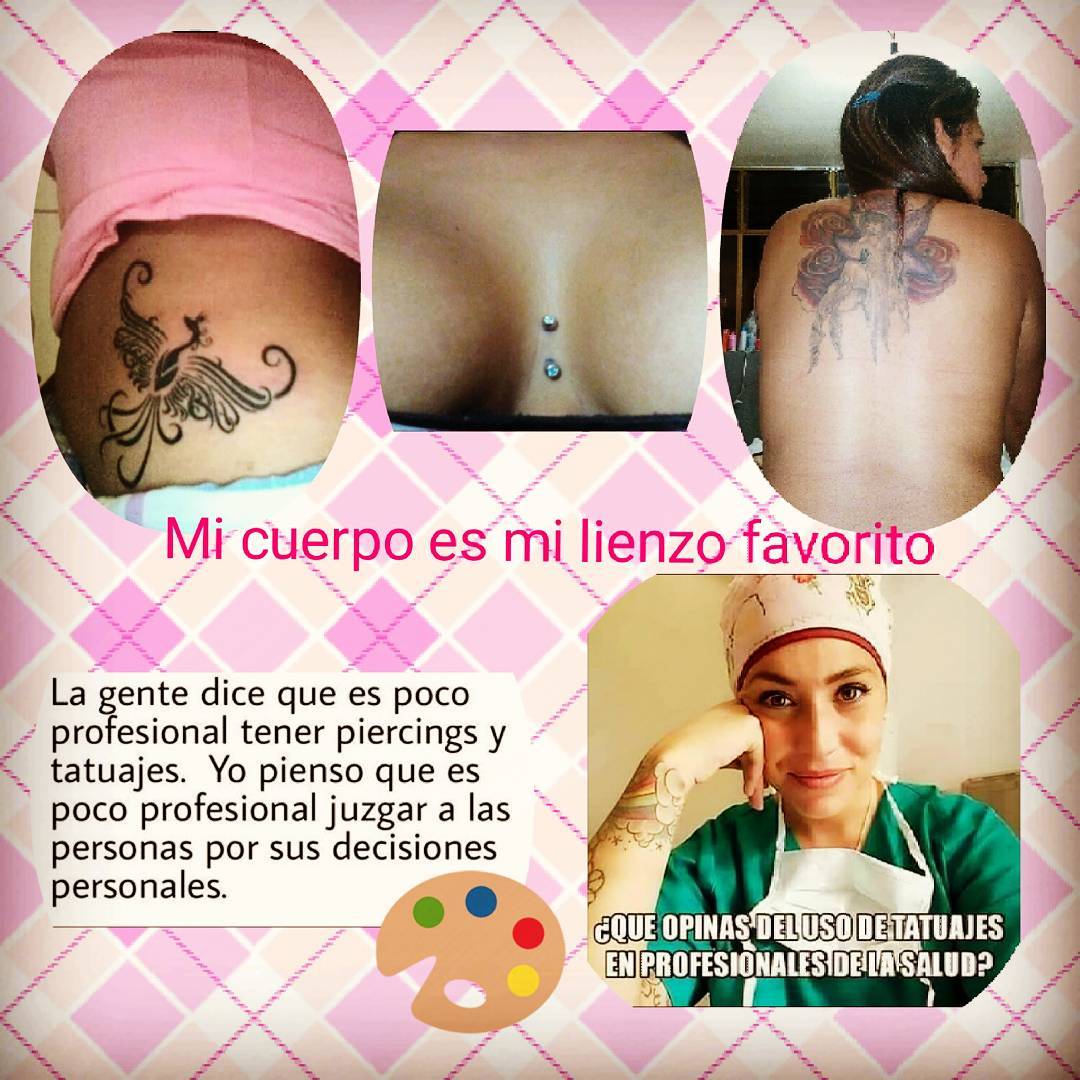 Mi cuerpo es mi lienzo favorito
La gente dice que es poco
profesional tener piercings y
tatuajes. Yo pienso que es
poco profesional juzgar a las
personas por sus decisiones
personales.
¿QUE OPINAS DEL USO DE TATUAJES
EN PROFESIONALES DE LA SALUD?